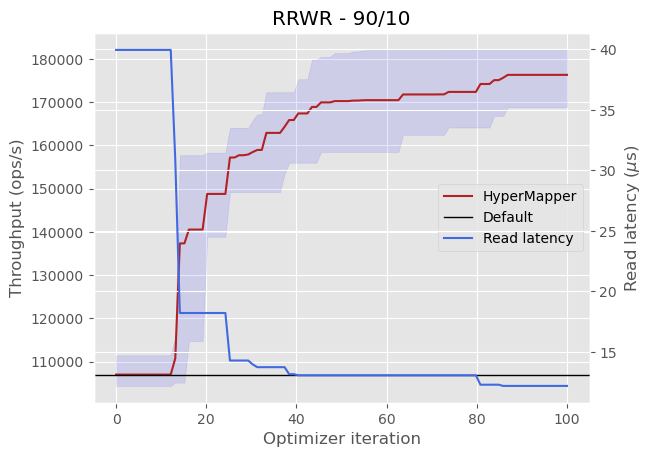 RRWR - 90/10
Throughput (ops/s)
180000
170000
160000
150000
140000
130000
120000
110000
40
35
30
25
20
15
Read latency (μs)
HyperMapper
Default
Read latency
0 20 40 60 80 100
Optimizer iteration